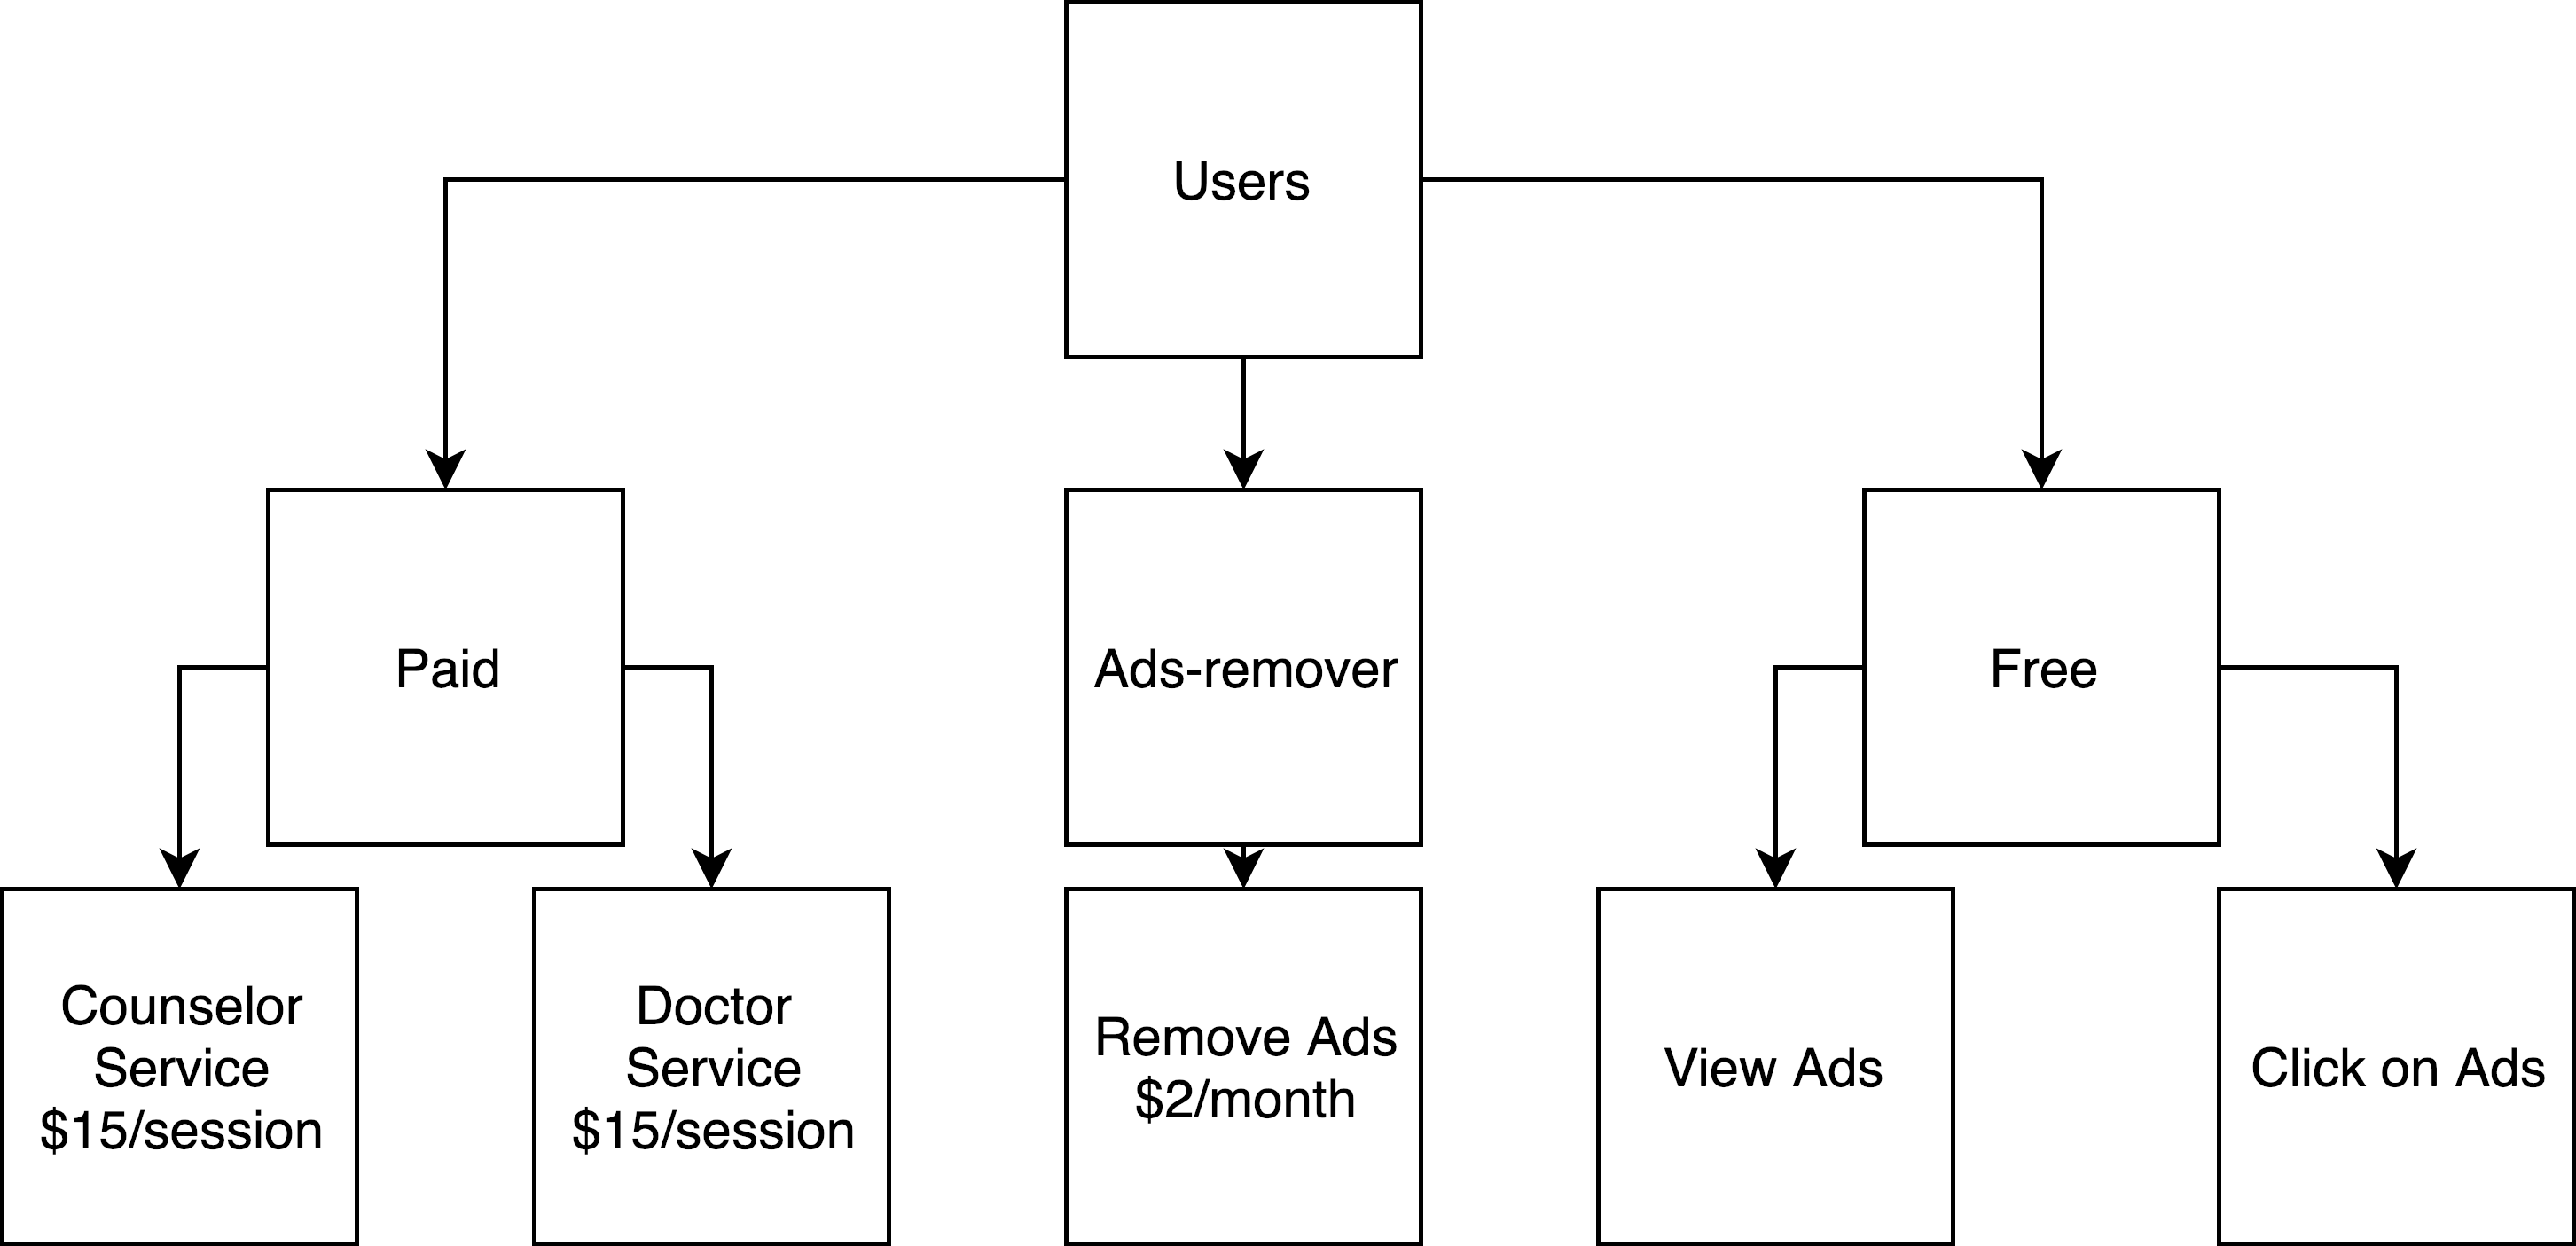 Users
Paid
Ads-remover
Free
Counselor
Service
$15/session
Doctor
Service
$15/session
Remove Ads
$2/month
View Ads
Click on Ads